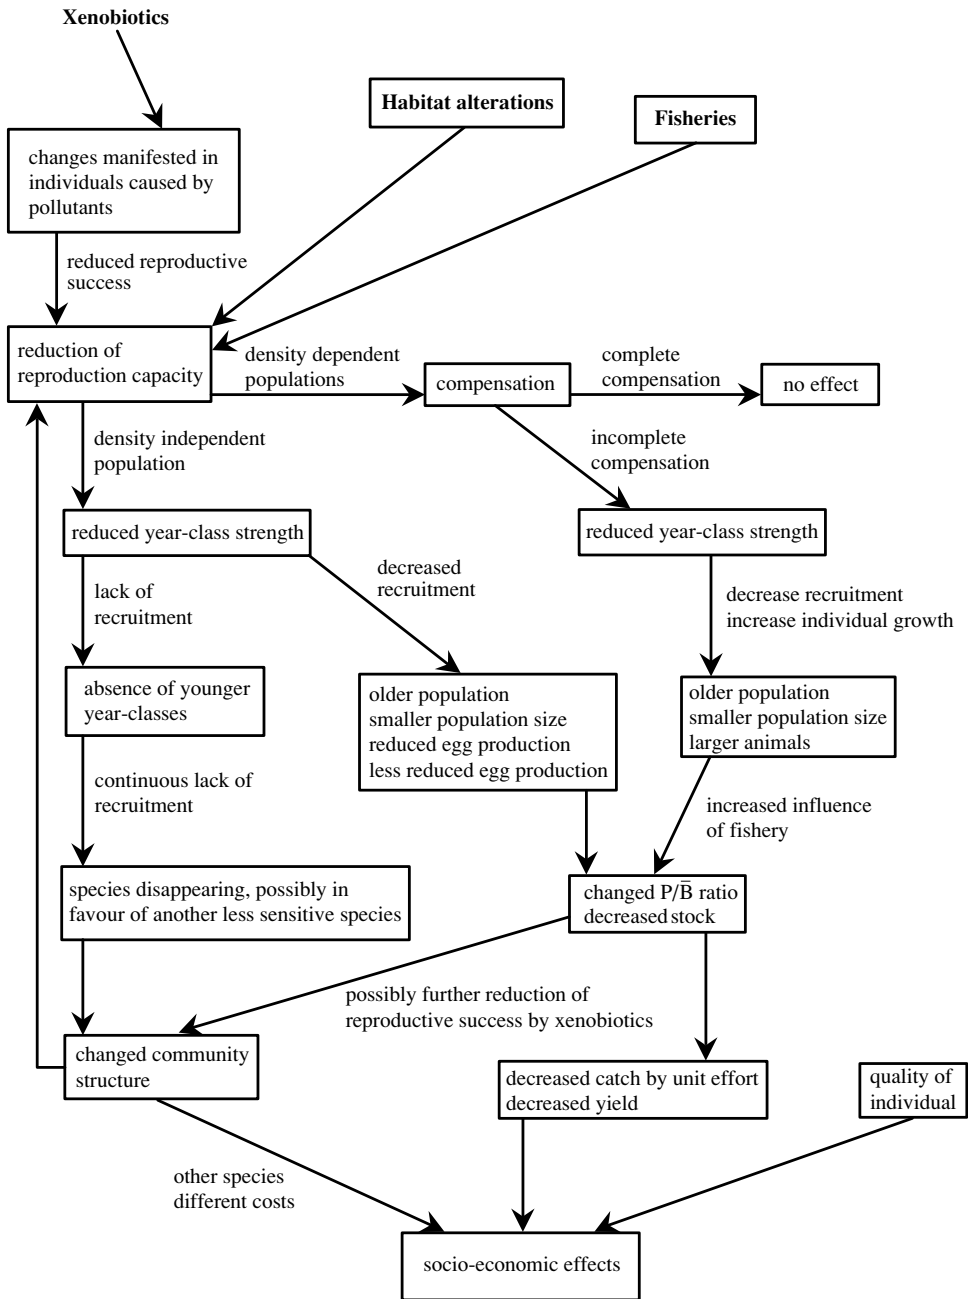 Xenobiotics
Habitat alterations
Fisheries
changes manifested in
individuals caused by
pollutants
reduced reproductive
success
reduction of
reproduction capacity
density dependent
populations
compensation
complete
compensation
no effect
density independent
population
incomplete
compensation
reduced year-class strength
reduced year-class strength
lack of
recruitment
decreased
recruitment
decrease recruitment
increase individual growth
absence of younger
year-classes
older population
smaller population size
reduced egg production
less reduced egg production
older population
smaller population size
larger animals
continuous lack of
recruitment
increased influence
of fishery
species disappearing, possibly in
favour of another less sensitive species
changed P/B̄ ratio
decreased stock
possibly further reduction of
reproductive success by xenobiotics
changed community
structure
decreased catch by unit effort
decreased yield
quality of
individual
other species
different costs
socio-economic effects